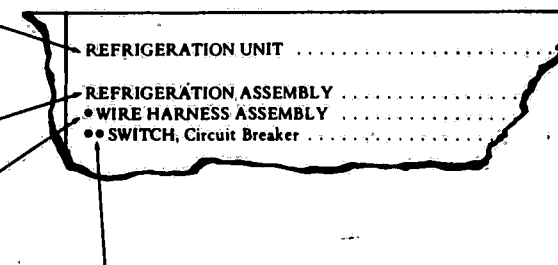 REFRIGERATION UNIT . . . . . . . . . . . . . . . . . . . . . . . . . .
REFRIGERATION ASSEMBLY . . . . . . . . . . . . . . . . . . .
•WIRE HARNESS ASSEMBLY . . . . . . . . . . . . . . . . . . .
••SWITCH, Circuit Breaker . . . . . . . . . . . . . . . . . . . .